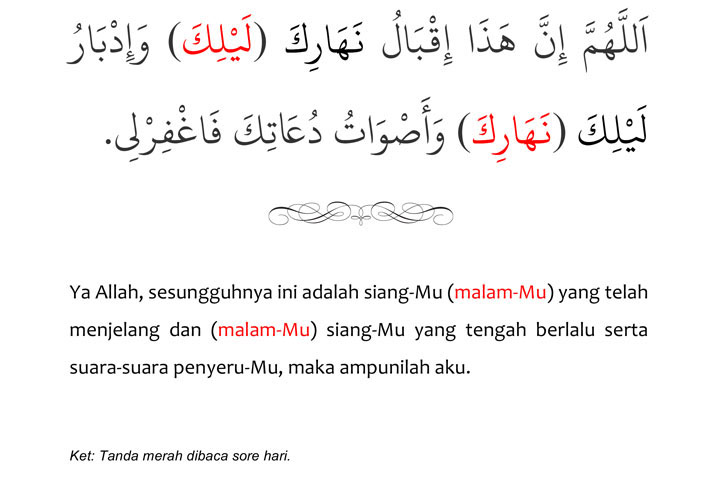 اَللَّهُمَّ إِنَّ هَذَا إِقْبَالُ نَهَارِكَ (لَيْلِكَ) وَإِدْبَارُ
لَيْلِكَ (نَهَارِكَ) وَأَصْوَاتُ دُعَاتِكَ فَاغْفِرْلِى.
Ya Allah, sesungguhnya ini adalah siang-Mu (malam-Mu) yang telah
menjelang dan (malam-Mu) siang-Mu yang tengah berlalu serta
suara-suara penyeru-Mu, maka ampunilah aku.
Ket: Tanda merah dibaca sore hari.